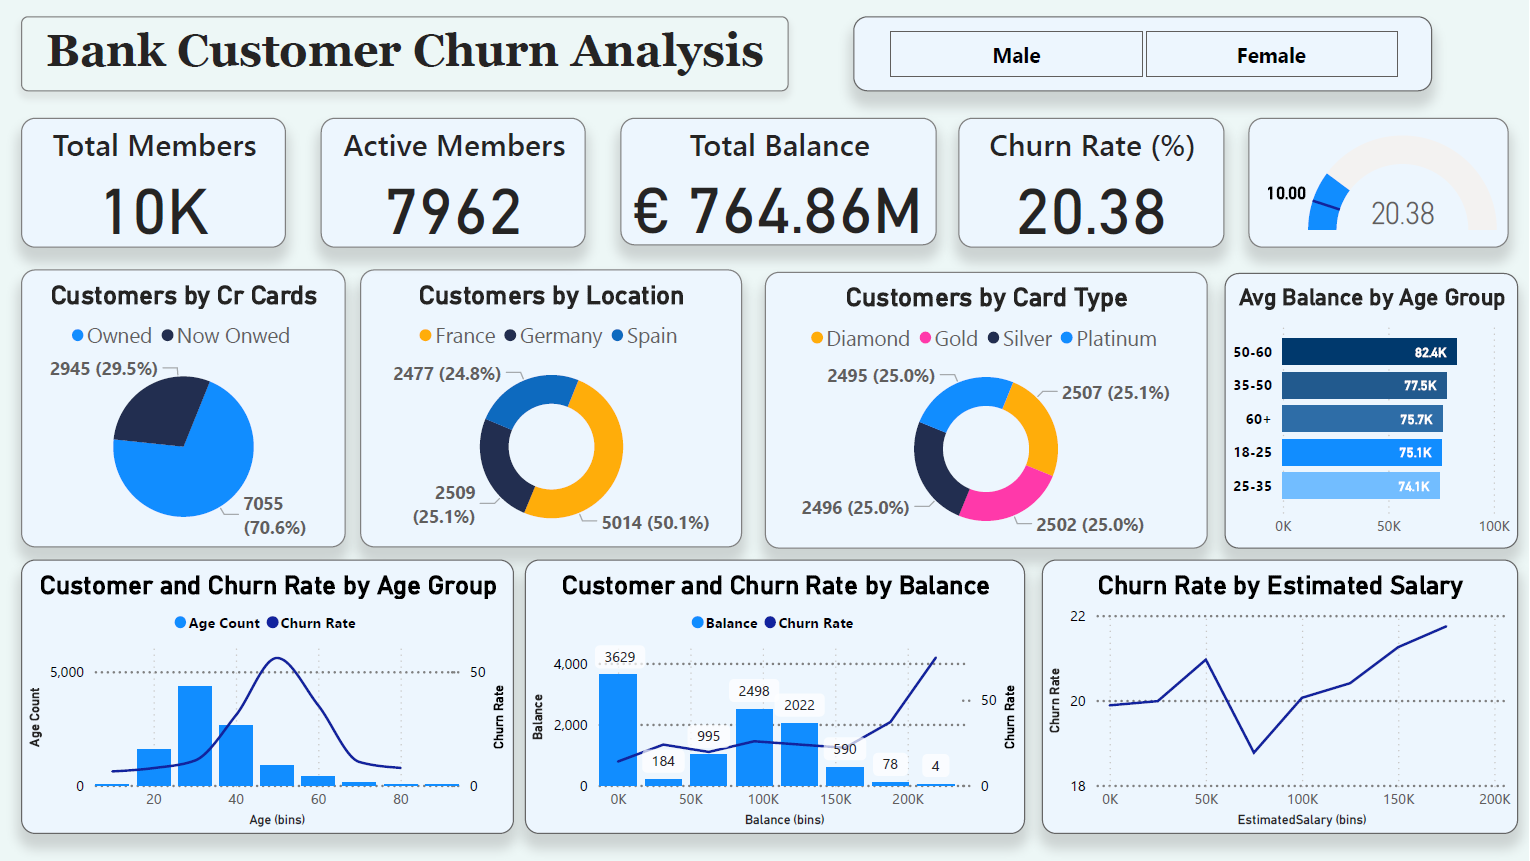 Bank Customer Churn Analysis
Male
Female
Total Members
10K
Active Members
7962
Total Balance
€ 764.86M
Churn Rate (%)
20.38
10.00
20.38
Customers by Cr Cards
Owned Now Onwed
2945 (29.5%)
7055
(70.6%)
Customers by Location
France Germany Spain
2477 (24.8%)
2509
(25.1%)
5014 (50.1%)
Customers by Card Type
Diamond Gold Silver Platinum
2495 (25.0%)
2507 (25.1%)
2496 (25.0%)
2502 (25.0%)
Avg Balance by Age Group
50-60 82.4K
35-50 77.5K
60+ 75.7K
18-25 75.1K
25-35 74.1K
0K 50K 100K
Customer and Churn Rate by Age Group
Age Count Churn Rate
Age Count
5,000
0
50
0
Churn Rate
20 40 60 80
Age (bins)
Customer and Churn Rate by Balance
Balance Churn Rate
Balance
4,000
2,000
0
3629
184
995
2498
2022
590
78
4
50
0
Churn Rate
0K 50K 100K 150K 200K
Balance (bins)
Churn Rate by Estimated Salary
Churn Rate
22
20
18
0K 50K 100K 150K 200K
EstimatedSalary (bins)